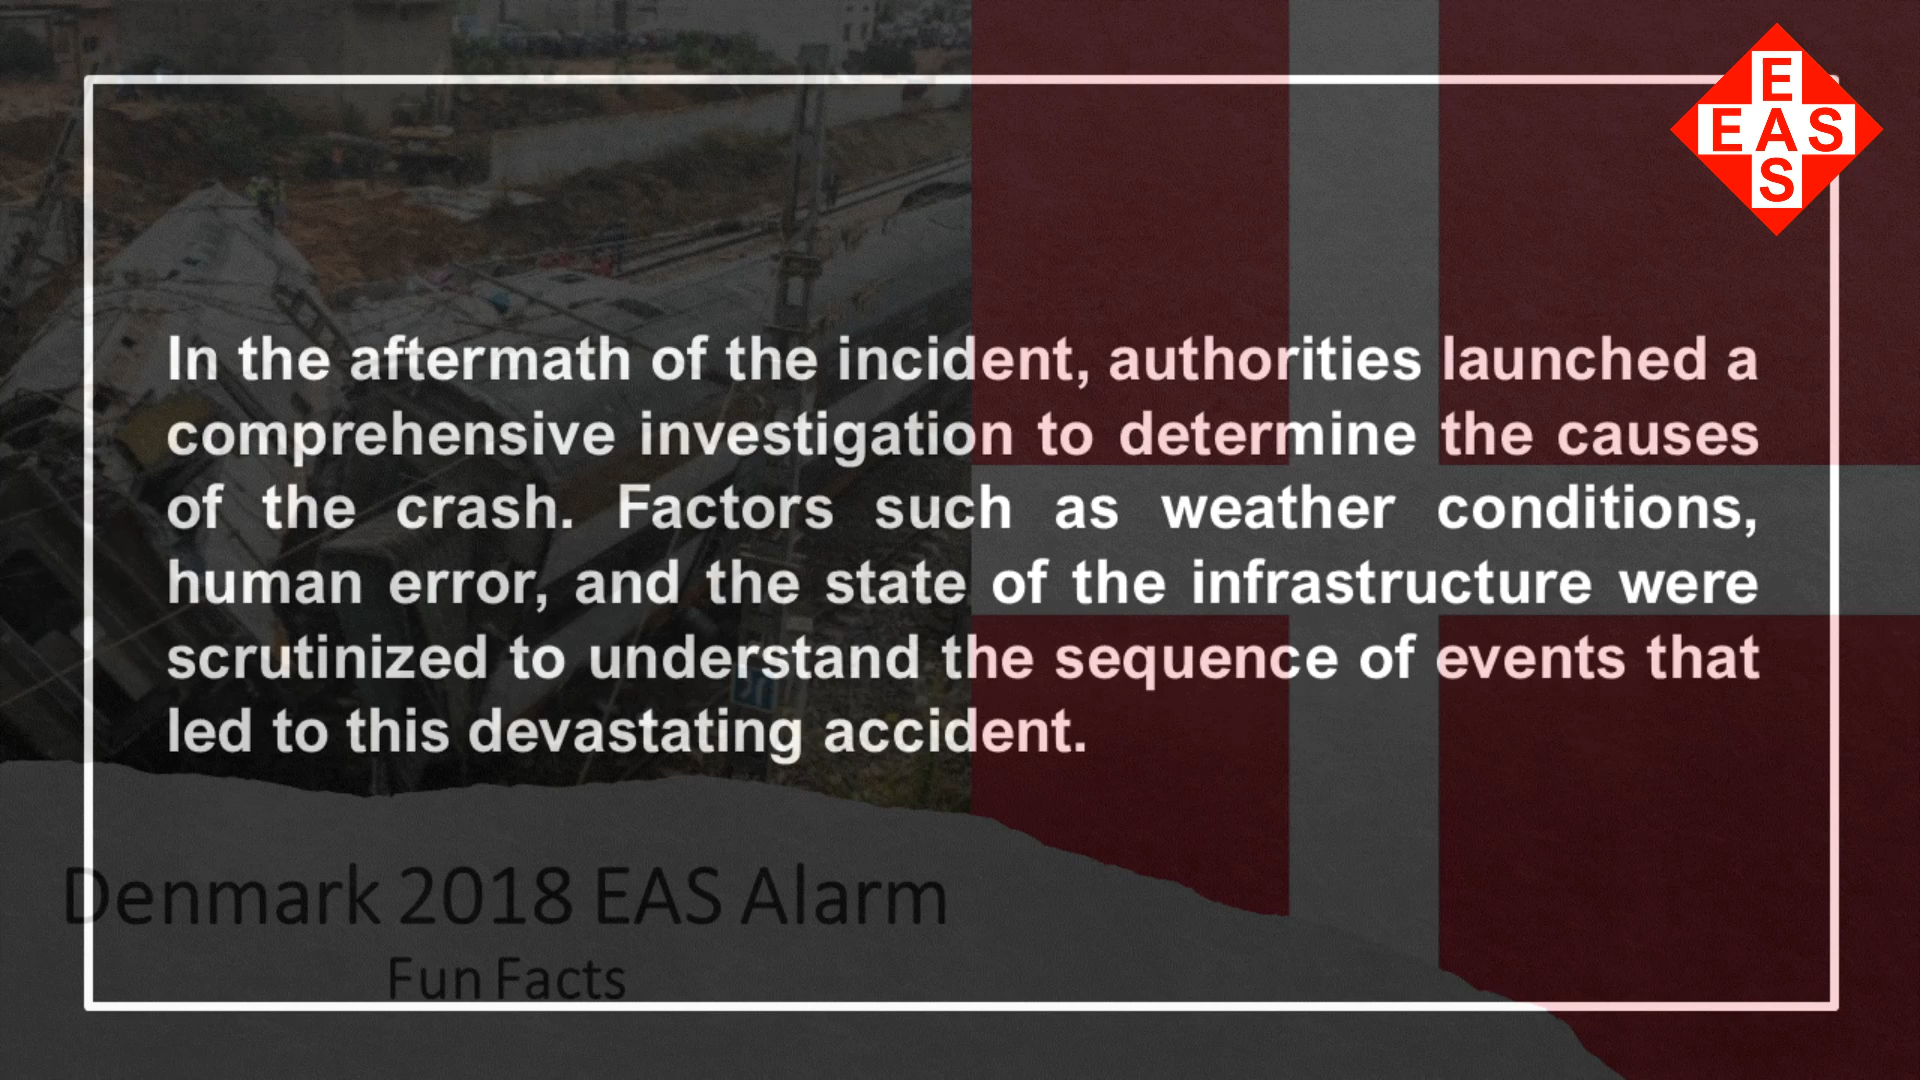 E
EAS
S
In the aftermath of the incident, authorities launched a
comprehensive investigation to determine the causes
of the crash. Factors such as weather conditions,
human error, and the state of the infrastructure were
scrutinized to understand the sequence of events that
led to this devastating accident.
Denmark 2018 EAS Alarm
Fun Facts